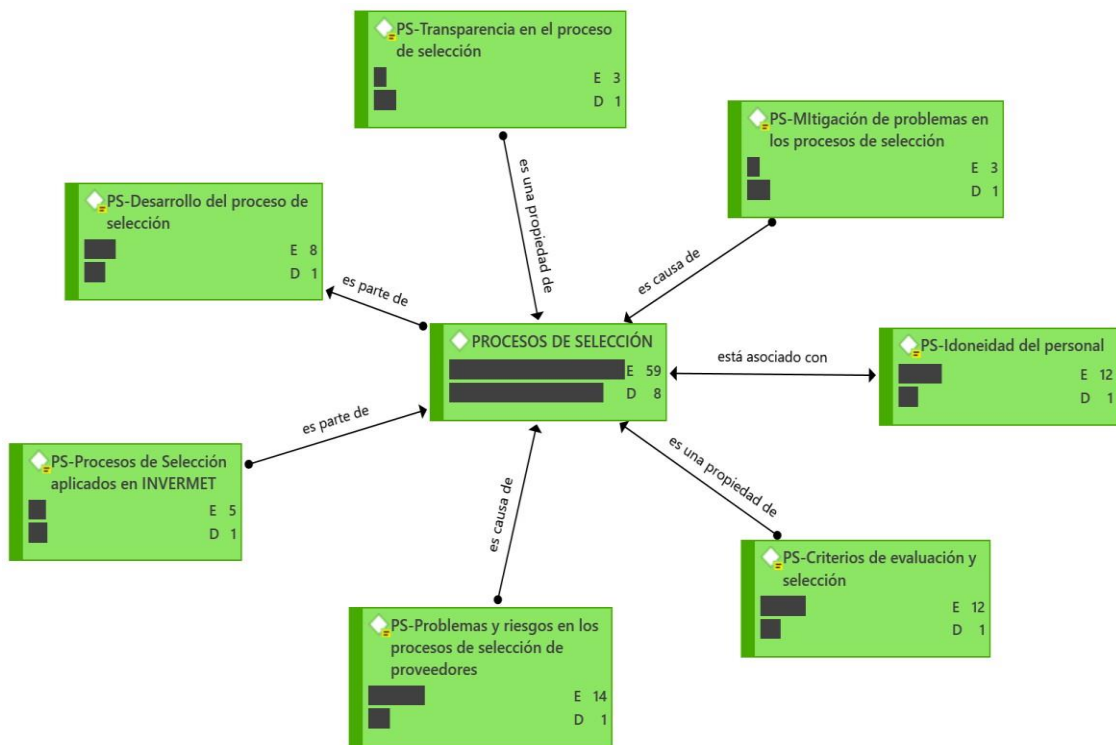 PS-Transparencia en el proceso
de selección
E 3
D 1
PS-MItigación de problemas en
los procesos de selección
E 3
D 1
es una propiedad de
PS-Desarrollo del proceso de
selección
E 8
D 1
es causa de
es parte de
PROCESOS DE SELECCIÓN
E 59
D 8
está asociado con
PS-Idoneidad del personal
E 12
D 1
es parte de
PS-Procesos de Selección
aplicados en INVERMET
E 5
D 1
es causa de
es una propiedad de
PS-Criterios de evaluación y
selección
E 12
D 1
PS-Problemas y riesgos en los
procesos de selección de
proveedores
E 14
D 1